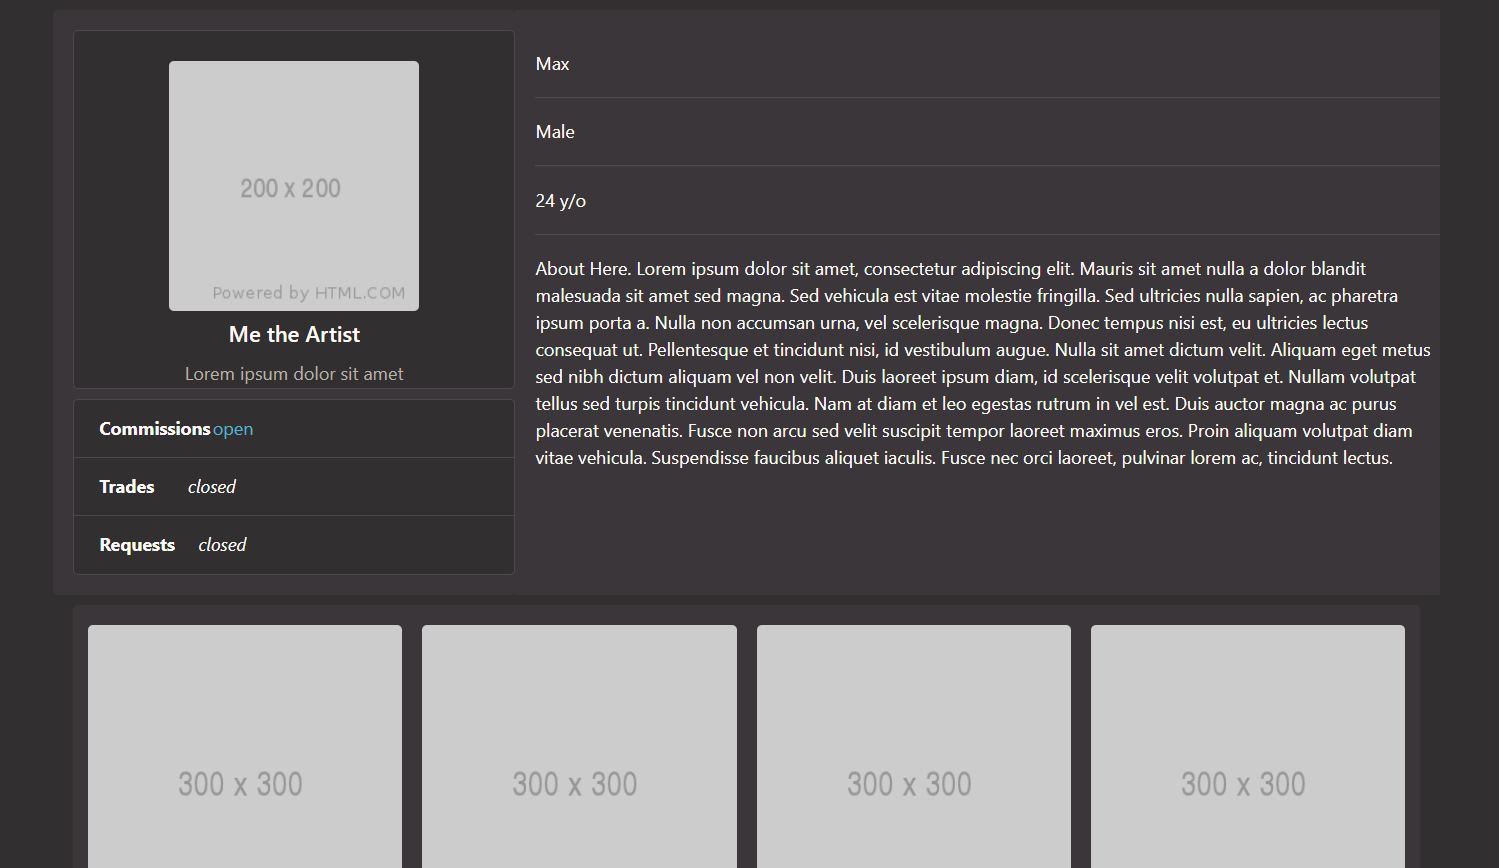 200 x 200
Powered by HTML.COM
Me the Artist
Lorem ipsum dolor sit amet
Commissions open
Trades closed
Requests closed
Max
Male
24 y/o
About Here. Lorem ipsum dolor sit amet, consectetur adipiscing elit. Mauris sit amet nulla a dolor blandit
malesuada sit amet sed magna. Sed vehicula est vitae molestie fringilla. Sed ultricies nulla sapien, ac pharetra
ipsum porta a. Nulla non accumsan urna, vel scelerisque magna. Donec tempus nisi est, eu ultricies lectus
consequat ut. Pellentesque et tincidunt nisi, id vestibulum augue. Nulla sit amet dictum velit. Aliquam eget metus
sed nibh dictum aliquam vel non velit. Duis laoreet ipsum diam, id scelerisque velit volutpat et. Nullam volutpat
tellus sed turpis tincidunt vehicula. Nam at diam et leo egestas rutrum in vel est. Duis auctor magna ac purus
placerat venenatis. Fusce non arcu sed velit suscipit tempor laoreet maximus eros. Proin aliquam volutpat diam
vitae vehicula. Suspendisse faucibus aliquet iaculis. Fusce nec orci laoreet, pulvinar lorem ac, tincidunt lectus.
300 x 300
300 x 300
300 x 300
300 x 300